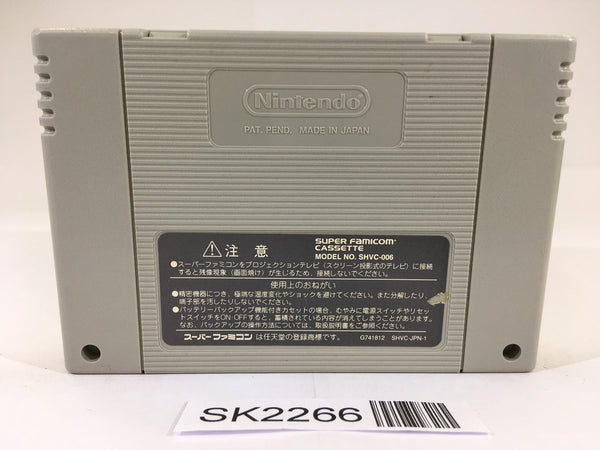 Nintendo
PAT. PEND. MADE IN JAPAN
注意
SUPER FAMICOM
CASSETTE
MODEL NO. SHVC-006
●スーパーファミコンをプロジェクションテレビ(スクリーン投影式のテレビ)に接続
すると残像現象(画面焼け)が生じるため、接続しないでください。
使用上のおねがい
●精密機器につき、極端な温度変化やショックを避けてください。また分解したり、
端子部を汚したりしないでください。
●バッテリーバックアップ機能付きカセットの場合、むやみに電源スイッチやリセッ
トスイッチをON・OFFすると、蓄積されている内容が消えてしまうことがあります。
なお、バックアップの操作方法については、取扱説明書をご参照ください。
スーパーファミコン は任天堂の登録商標です。
G741812 SHVC-JPN-1
SK2266